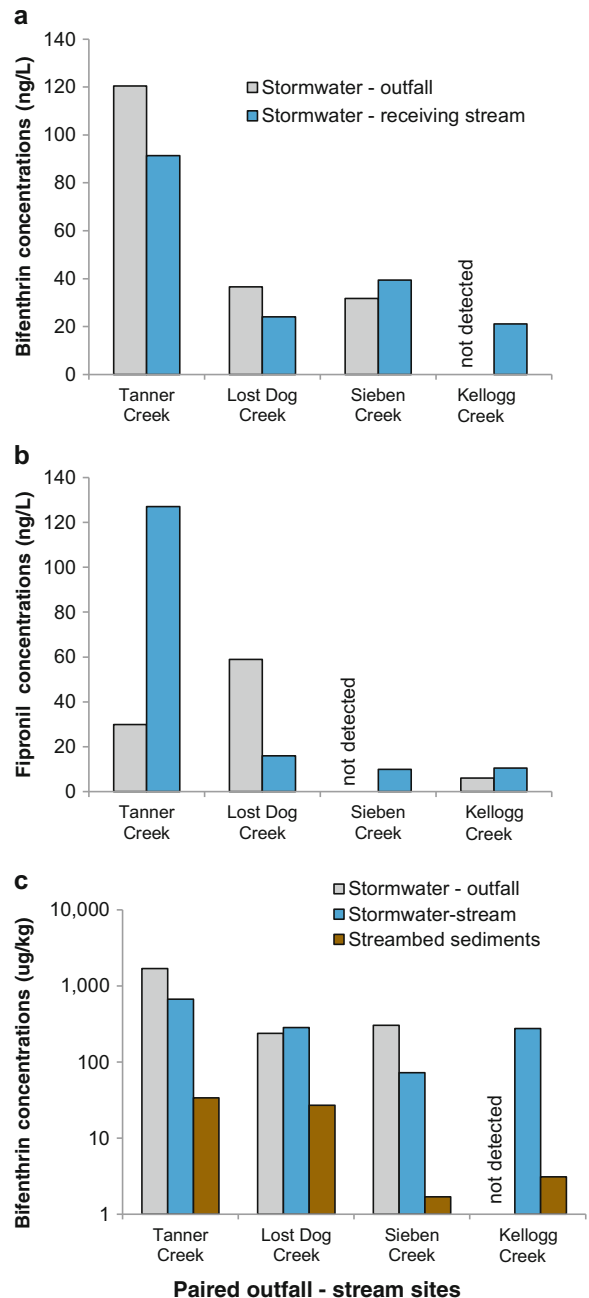 a
Bifenthrin concentrations (ng/L)
140
120
100
80
60
40
20
0
Stormwater - outfall
Stormwater - receiving stream
not detected
Tanner
Creek
Lost Dog
Creek
Sieben
Creek
Kellogg
Creek
b
Fipronil concentrations (ng/L)
140
120
100
80
60
40
20
0
not detected
Tanner
Creek
Lost Dog
Creek
Sieben
Creek
Kellogg
Creek
c
Bifenthrin concentrations (ug/kg)
10,000
1,000
100
10
1
Stormwater - outfall
Stormwater-stream
Streambed sediments
not detected
Tanner
Creek
Lost Dog
Creek
Sieben
Creek
Kellogg
Creek
Paired outfall - stream sites